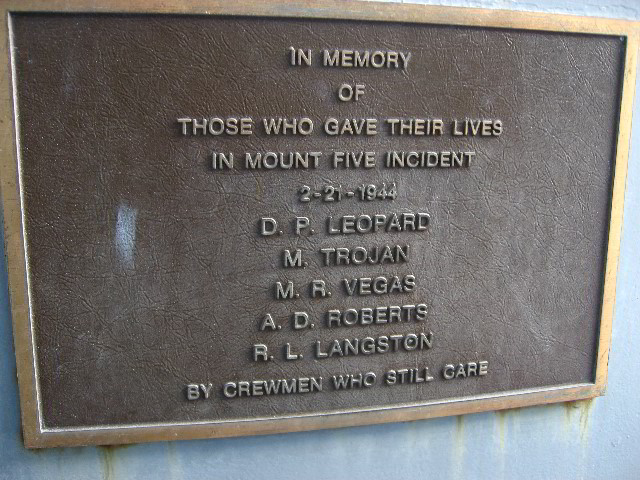 IN MEMORY
OF
THOSE WHO GAVE THEIR LIVES
IN MOUNT FIVE INCIDENT
2-21-1944
D. P. LEOPARD
M. TROJAN
M. R. VEGAS
A. D. ROBERTS
R. L. LANGSTON
BY CREWMEN WHO STILL CARE